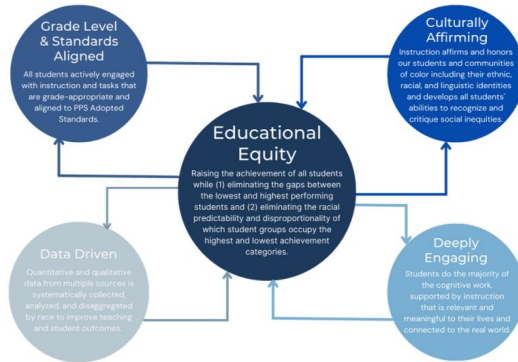 Grade Level
& Standards
Aligned
All students actively engaged
with instruction and tasks that
are grade-appropriate and
aligned to PPS Adopted
Standards.
Culturally
Affirming
Instruction affirms and honors
our students and communities
of color including their ethnic,
racial, and linguistic identities
and develops all students'
abilities to recognize and
critique social inequities.
Educational
Equity
Raising the achievement of all students
while (1) eliminating the gaps between
the lowest and highest performing
students and (2) eliminating the racial
predictability and disproportionality of
which student groups occupy the
highest and lowest achievement
categories.
Data Driven
Quantitative and qualitative
data from multiple sources is
systematically collected,
analyzed, and disaggregated
by race to improve teaching
and student outcomes.
Deeply
Engaging
Students do the majority of
the cognitive work,
supported by instruction
that is relevant and
meaningful to their lives and
connected to the real world.